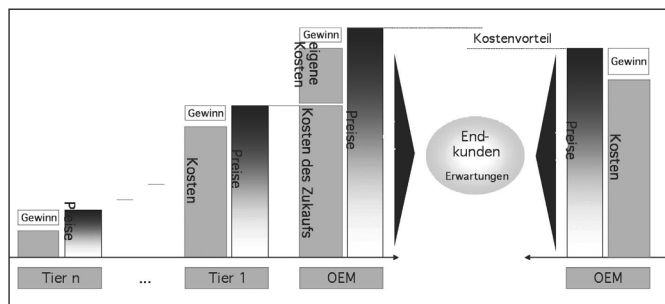 Gewinn
Preise
Gewinn
Kosten
Preise
Gewinn
eigene
Kosten
Kosten des Zukaufs
Preise
Kostenvorteil
End-
kunden
Erwartungen
Preise
Gewinn
Kosten
Tier n
...
Tier 1
OEM
OEM